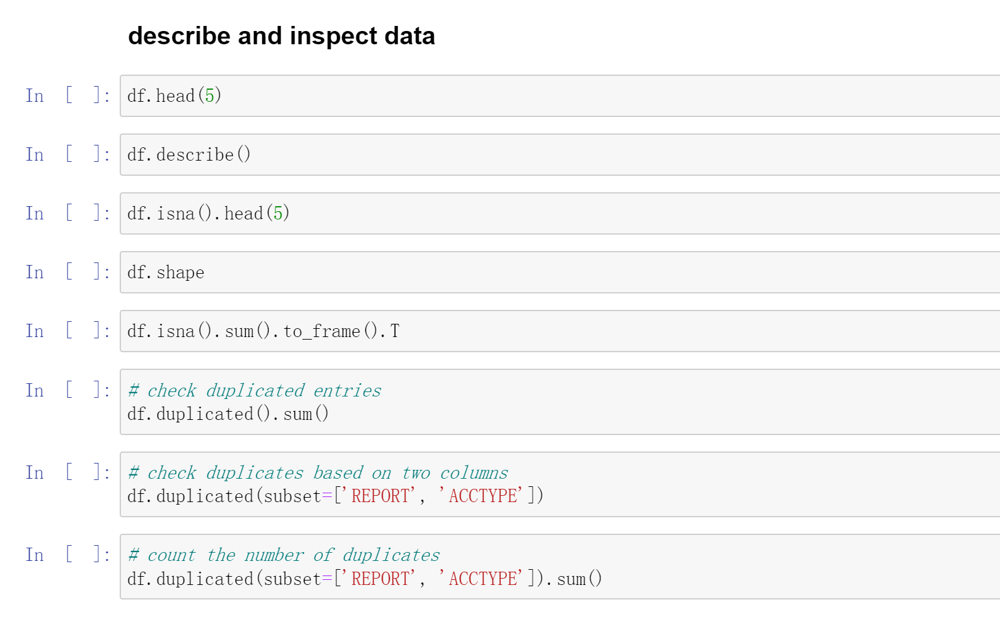 describe and inspect data
In [ ]: df.head(5)
In [ ]: df.describe()
In [ ]: df.isna().head(5)
In [ ]: df.shape
In [ ]: df.isna().sum().to_frame().T
In [ ]: # check duplicated entries
df.duplicated().sum()
In [ ]: # check duplicates based on two columns
df.duplicated(subset=['REPORT', 'ACCTYPE'])
In [ ]: # count the number of duplicates
df.duplicated(subset=['REPORT', 'ACCTYPE']).sum()